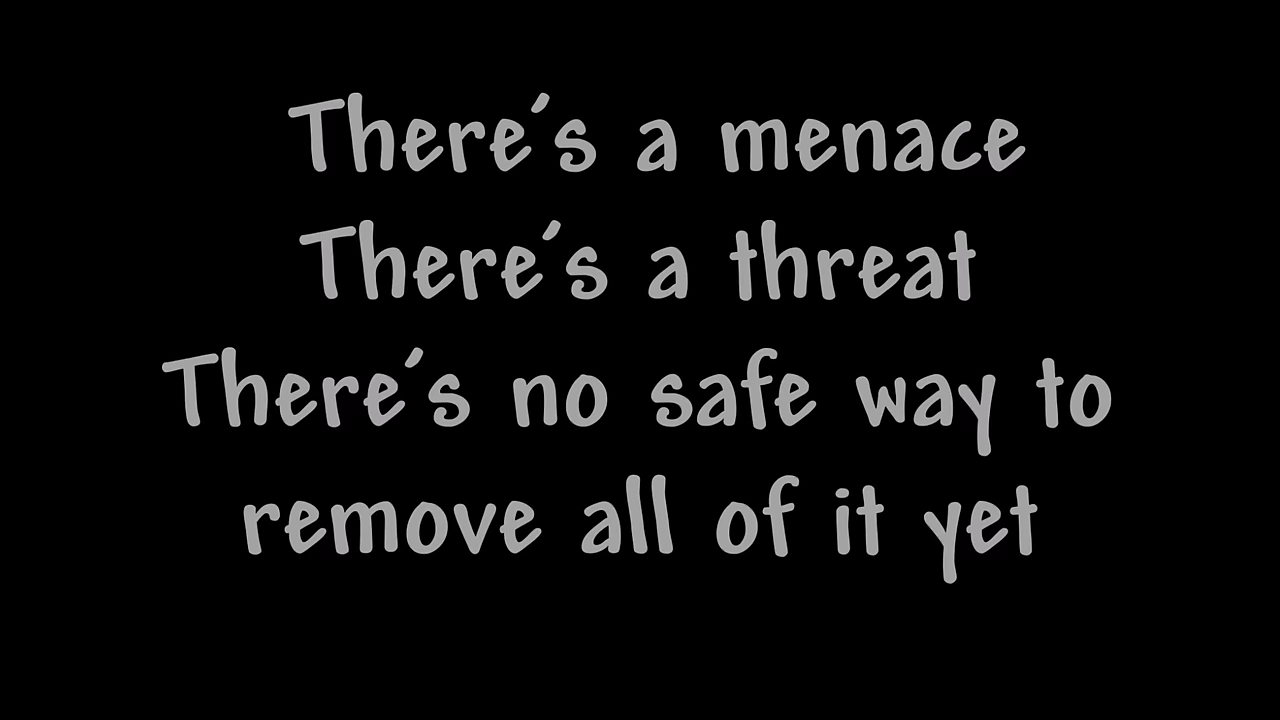 There's a menace
There's a threat
There's no safe way to
remove all of it yet